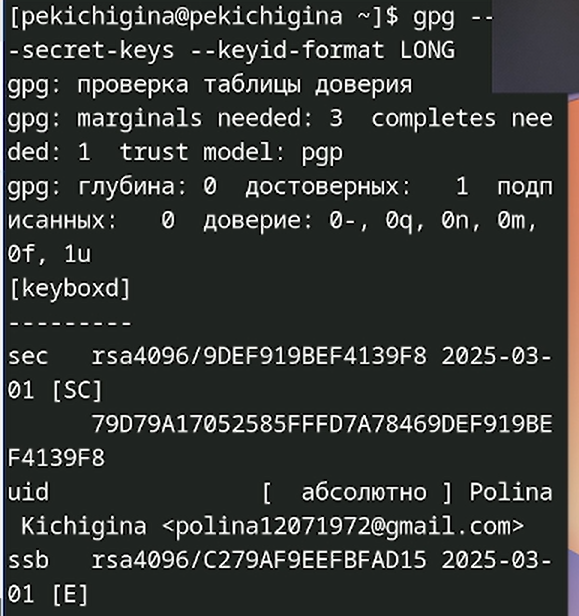 [pekichigina@pekichigina ~]$ gpg --
-secret-keys --keyid-format LONG
gpg: проверка таблицы доверия
gpg: marginals needed: 3  completes nee
ded: 1  trust model: pgp
gpg: глубина: 0  достоверных:   1  подп
исанных:   0  доверие: 0-, 0q, 0n, 0m,
0f, 1u
[keyboxd]
---------
sec   rsa4096/9DEF919BEF4139F8 2025-03-
01 [SC]
      79D79A17052585FFFD7A78469DEF919BE
F4139F8
uid               [  абсолютно ] Polina
 Kichigina <polina12071972@gmail.com>
ssb   rsa4096/C279AF9EEFBFAD15 2025-03-
01 [E]